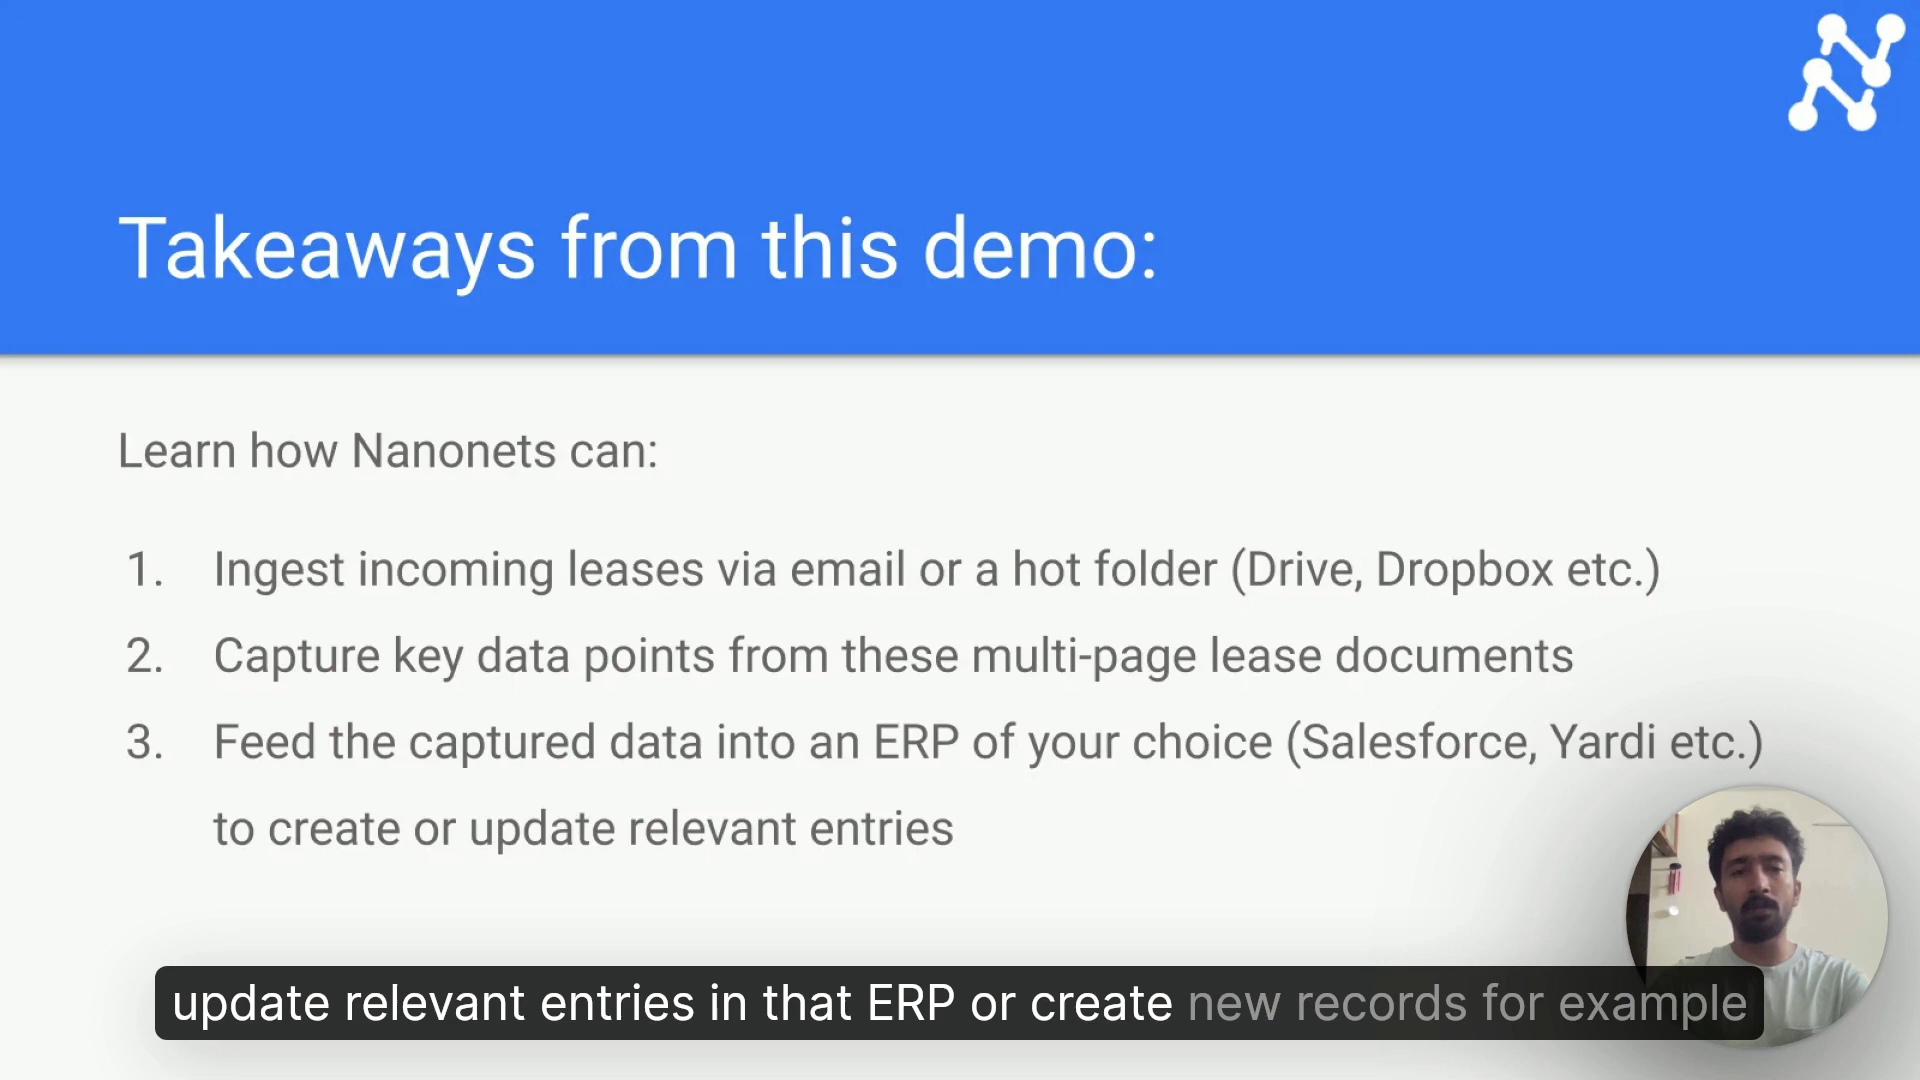 Takeaways from this demo:
Learn how Nanonets can:
1. Ingest incoming leases via email or a hot folder (Drive, Dropbox etc.)
2. Capture key data points from these multi-page lease documents
3. Feed the captured data into an ERP of your choice (Salesforce, Yardi etc.)
to create or update relevant entries
update relevant entries in that ERP or create new records for example